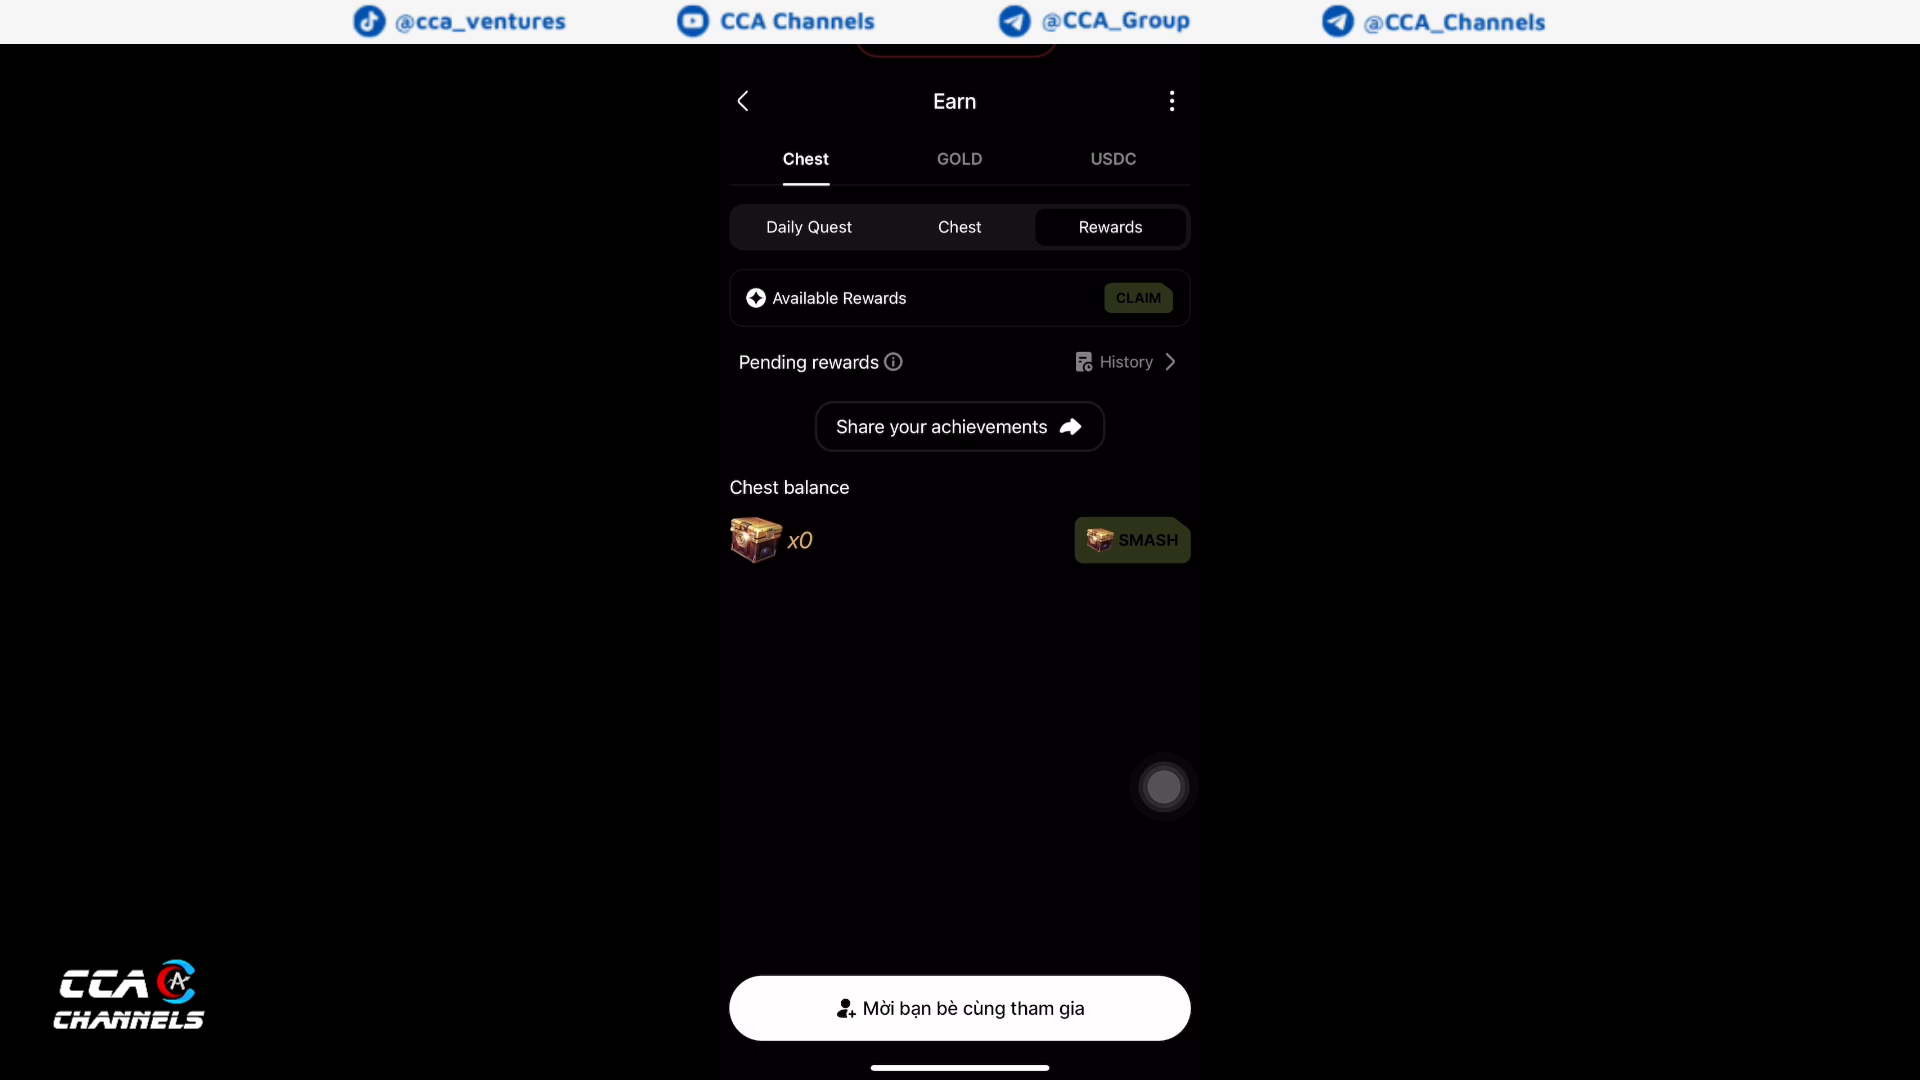 @cca_ventures
CCA Channels
@CCA_Group
@CCA_Channels
Earn
Chest
GOLD
USDC
Daily Quest
Chest
Rewards
Available Rewards
CLAIM
Pending rewards
History
Share your achievements
Chest balance
x0
SMASH
CCA
CHANNELS
Mời bạn bè cùng tham gia